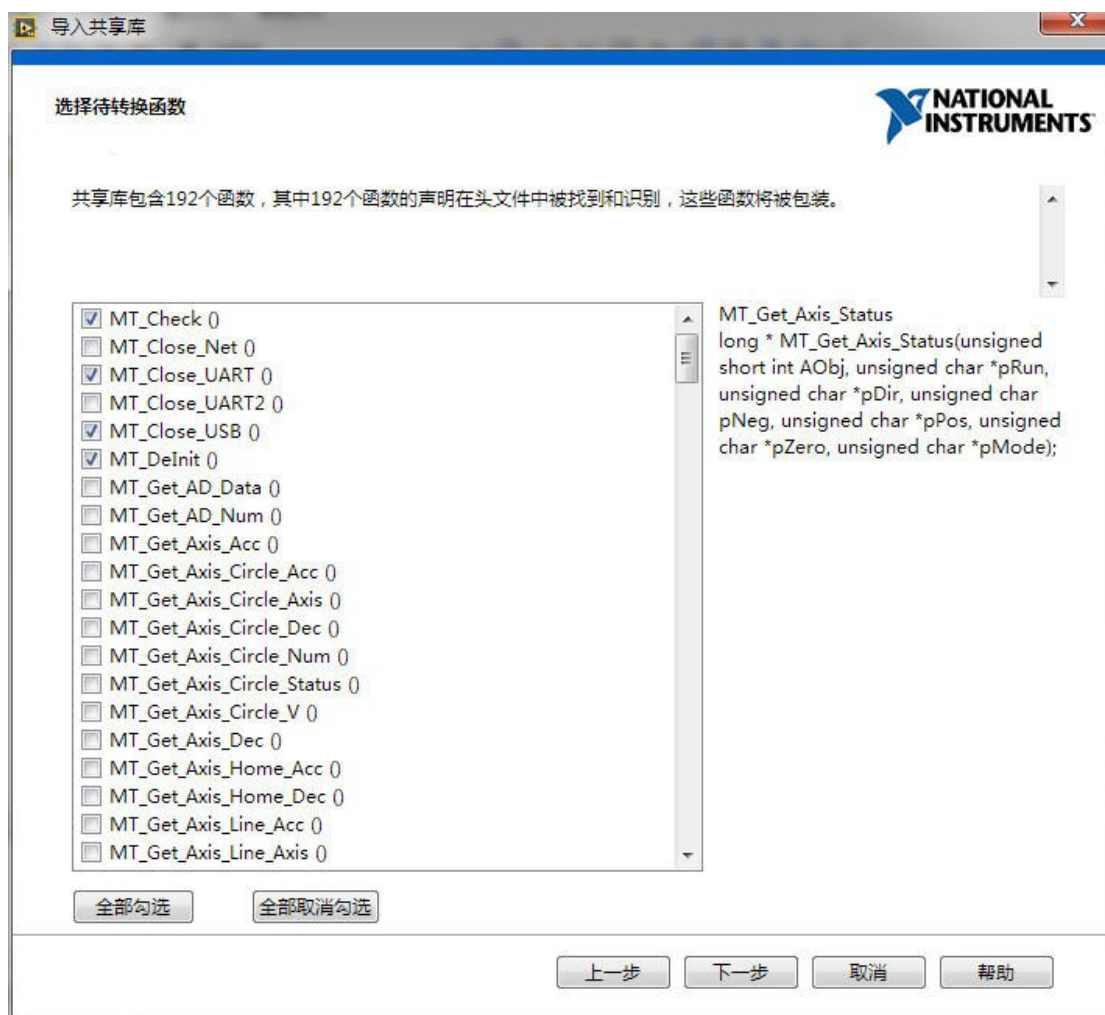 导入共享库
选择待转换函数
NATIONAL
INSTRUMENTS
共享库包含192个函数，其中192个函数的声明在头文件中被找到和识别，这些函数将被包装。
MT_Check ()
MT_Close_Net ()
MT_Close_UART ()
MT_Close_UART2 ()
MT_Close_USB ()
MT_DeInit ()
MT_Get_AD_Data ()
MT_Get_AD_Num ()
MT_Get_Axis_Acc ()
MT_Get_Axis_Circle_Acc ()
MT_Get_Axis_Circle_Axis ()
MT_Get_Axis_Circle_Dec ()
MT_Get_Axis_Circle_Num ()
MT_Get_Axis_Circle_Status ()
MT_Get_Axis_Circle_V ()
MT_Get_Axis_Dec ()
MT_Get_Axis_Home_Acc ()
MT_Get_Axis_Home_Dec ()
MT_Get_Axis_Line_Acc ()
MT_Get_Axis_Line_Axis ()
MT_Get_Axis_Status
long * MT_Get_Axis_Status(unsigned
short int AObj, unsigned char *pRun,
unsigned char *pDir, unsigned char
pNeg, unsigned char *pPos, unsigned
char *pZero, unsigned char *pMode);
全部勾选
全部取消勾选
上一步
下一步
取消
帮助